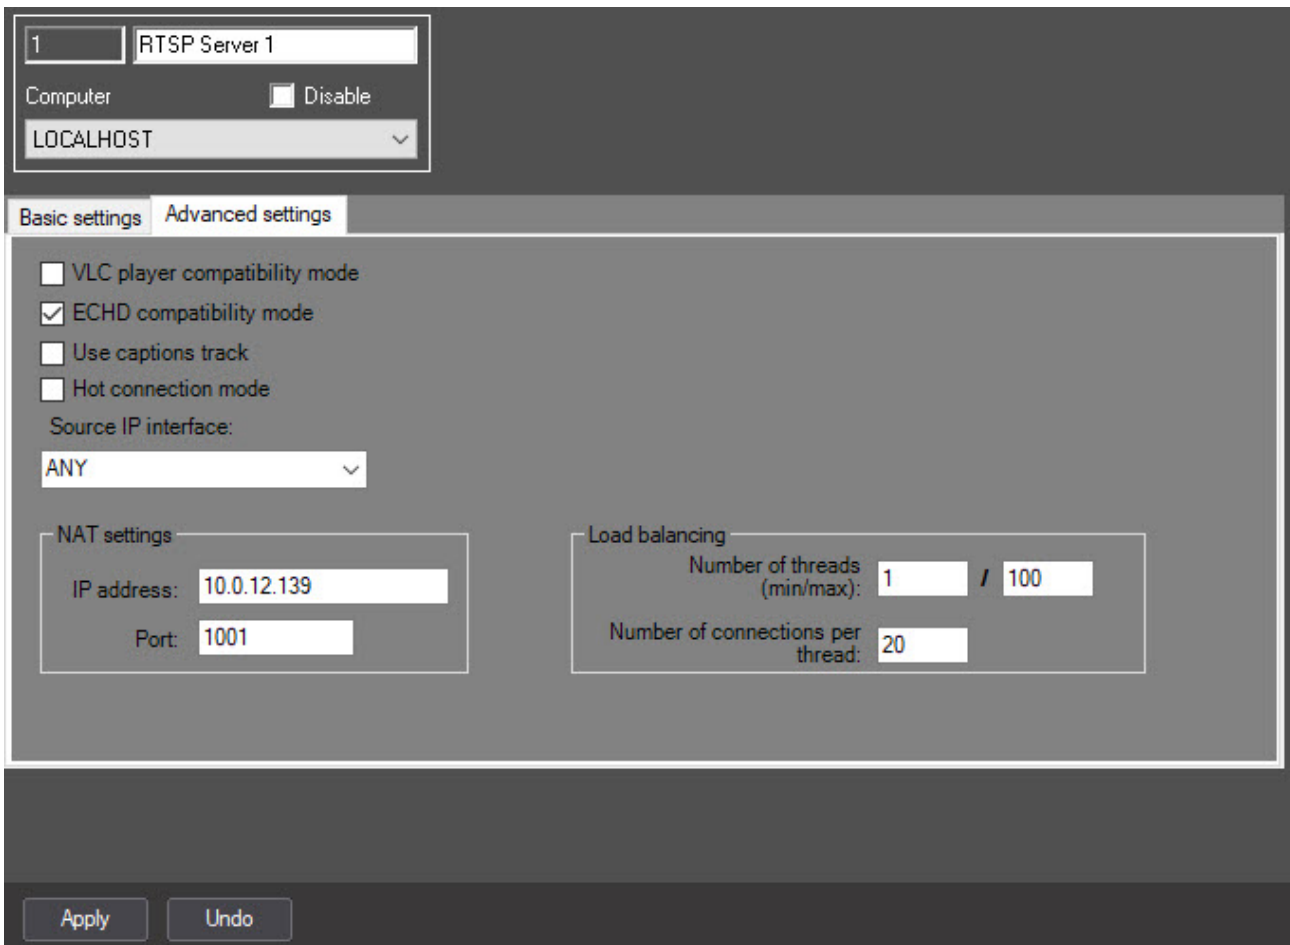 1 RTSP Server 1
Computer Disable
LOCALHOST
Basic settings Advanced settings
VLC player compatibility mode
ECHD compatibility mode
Use captions track
Hot connection mode
Source IP interface:
ANY
NAT settings
IP address: 10.0.12.139
Port: 1001
Load balancing
Number of threads
(min/max): 1 / 100
Number of connections per
thread: 20
Apply Undo